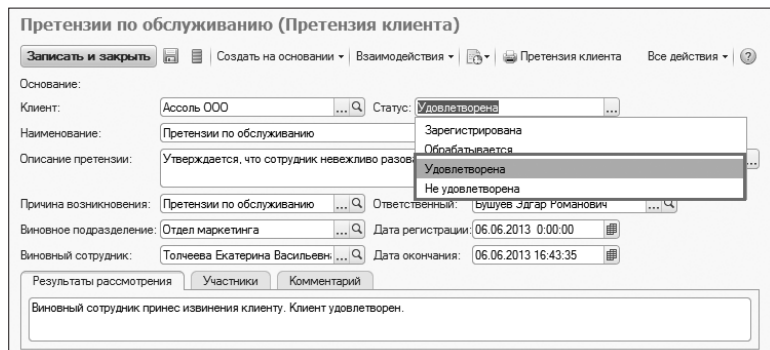 Претензии по обслуживанию (Претензия клиента)
Записать и закрыть Создать на основании Взаимодействия Претензия клиента Все действия ?
Основание:
Клиент: Ассоль ООО ... Статус: Удовлетворена ...
Зарегистрирована
Наименование: Претензии по обслуживанию
Обрабатывается
Описание претензии: Утверждается, что сотрудник невежливо разова ...
Удовлетворена
Не удовлетворена
Причина возникновения: Претензии по обслуживанию ... Ответственный: Бушуев Эдгар Романович ...
Виновное подразделение: Отдел маркетинга ... Дата регистрации: 06.06.2013 0:00:00
Виновный сотрудник: Толчеева Екатерина Васильевн ... Дата окончания: 06.06.2013 16:43:35
Результаты рассмотрения Участники Комментарий
Виновный сотрудник принес извинения клиенту. Клиент удовлетворен.